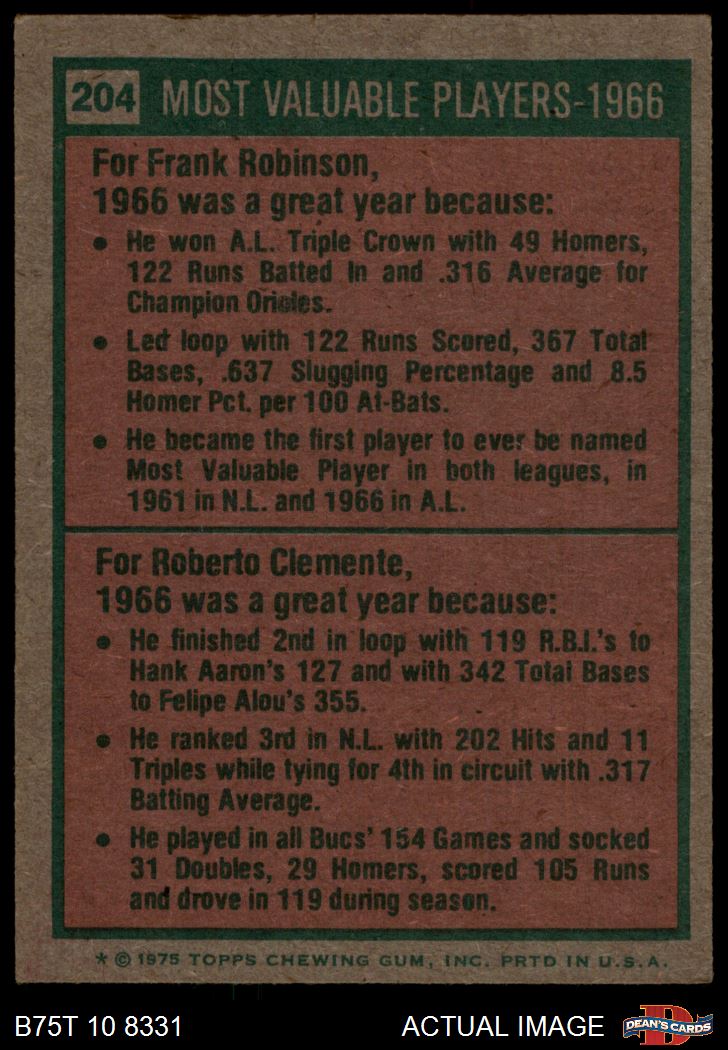 204 MOST VALUABLE PLAYERS-1966
For Frank Robinson,
1966 was a great year because:
● He won A.L. Triple Crown with 49 Homers,
122 Runs Batted In and .316 Average for
Champion Orioles.
● Led loop with 122 Runs Scored, 367 Total
Bases, .637 Slugging Percentage and 8.5
Homer Pct. per 100 At-Bats.
● He became the first player to ever be named
Most Valuable Player in both leagues, in
1961 in N.L. and 1966 in A.L.
For Roberto Clemente,
1966 was a great year because:
● He finished 2nd in loop with 119 R.B.I.'s to
Hank Aaron's 127 and with 342 Total Bases
to Felipe Alou's 355.
● He ranked 3rd in N.L. with 202 Hits and 11
Triples while tying for 4th in circuit with .317
Batting Average.
● He played in all Bucs' 154 Games and socked
31 Doubles, 29 Homers, scored 105 Runs
and drove in 119 during season.
* © 1975 TOPPS CHEWING GUM, INC. PRTD IN U.S.A.
B75T 10 8331 ACTUAL IMAGE DEAN'S CARDS